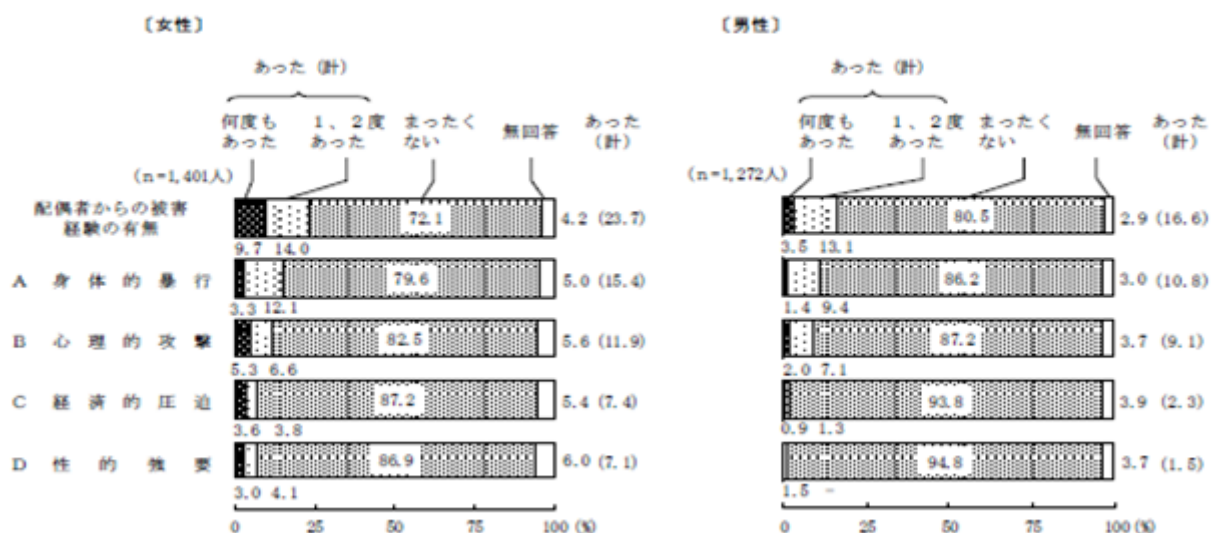 〔女性〕
あった（計）
何度も　１、２度　まったく　無回答　あった
あった　あった　ない　（計）
（n=1,401人）
配偶者からの被害
経験の有無
72.1　4.2 (23.7)
9.7　14.0
Ａ　身体的暴行　79.6　5.0 (15.4)
3.3　12.1
Ｂ　心理的攻撃　82.5　5.6 (11.9)
5.3　6.6
Ｃ　経済的圧迫　87.2　5.4 (7.4)
3.6　3.8
Ｄ　性的強要　86.9　6.0 (7.1)
3.0　4.1
0　25　50　75　100 (%)
〔男性〕
あった（計）
何度も　１、２度　まったく　無回答　あった
あった　あった　ない　（計）
（n=1,272人）
80.5　2.9 (16.6)
3.5　13.1
86.2　3.0 (10.8)
1.4　9.4
87.2　3.7 (9.1)
2.0　7.1
93.8　3.9 (2.3)
0.9　1.3
94.8　3.7 (1.5)
1.5　-
0　25　50　75　100 (%)